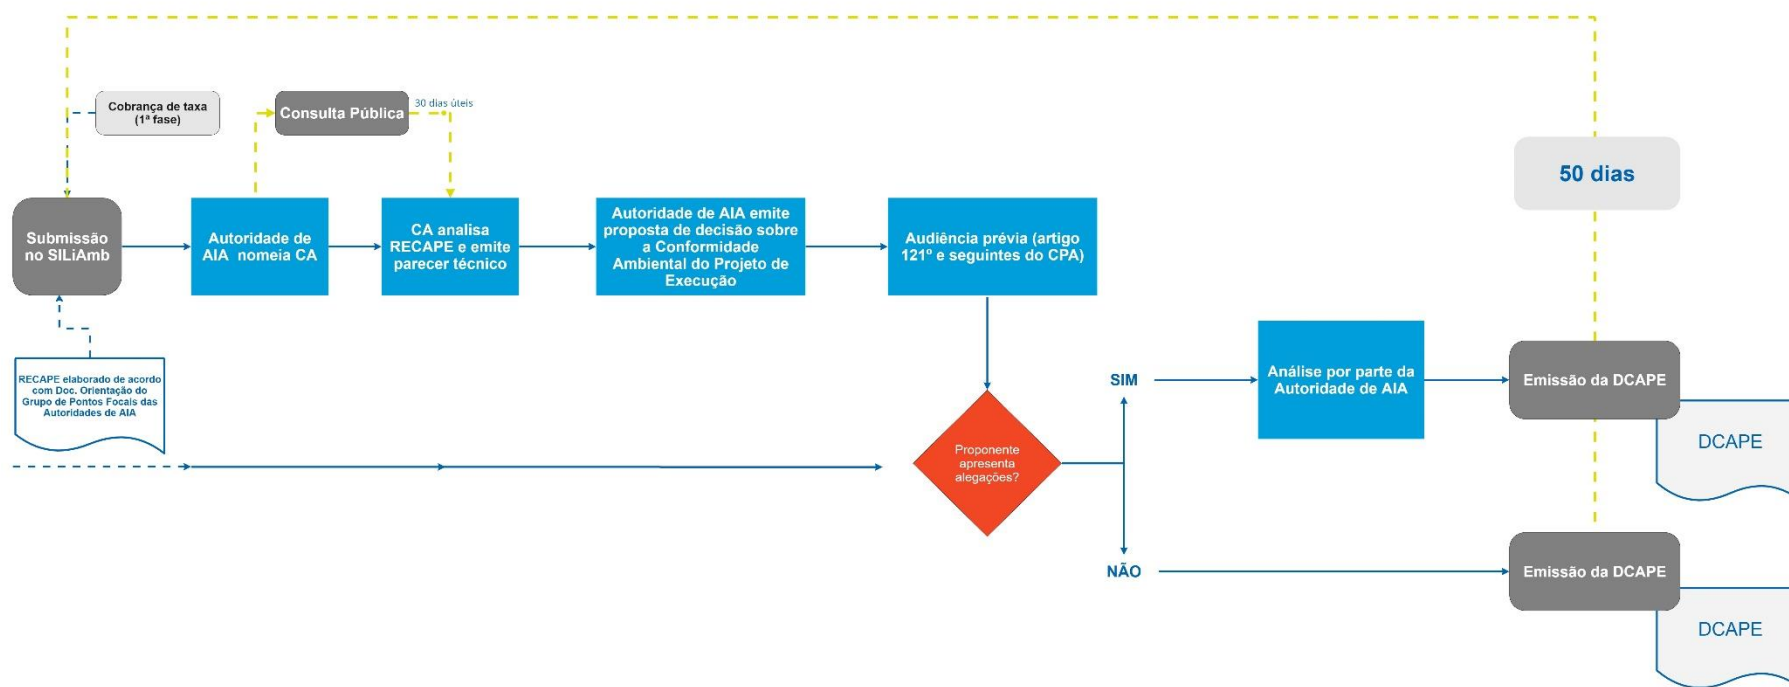 Cobrança de taxa
(1ª fase)
Consulta Pública
30 dias úteis
50 dias
Submissão
no SILiAmb
Autoridade de
AIA nomeia CA
CA analisa
RECAPE e emite
parecer técnico
Autoridade de AIA emite
proposta de decisão sobre
a Conformidade
Ambiental do Projeto de
Execução
Audiência prévia (artigo
121º e seguintes do CPA)
RECAPE elaborado de acordo
com Doc. Orientação do
Grupo de Pontos Focais das
Autoridades de AIA
Proponente
apresenta
alegações?
SIM
Análise por parte da
Autoridade de AIA
Emissão da DCAPE
DCAPE
NÃO
Emissão da DCAPE
DCAPE